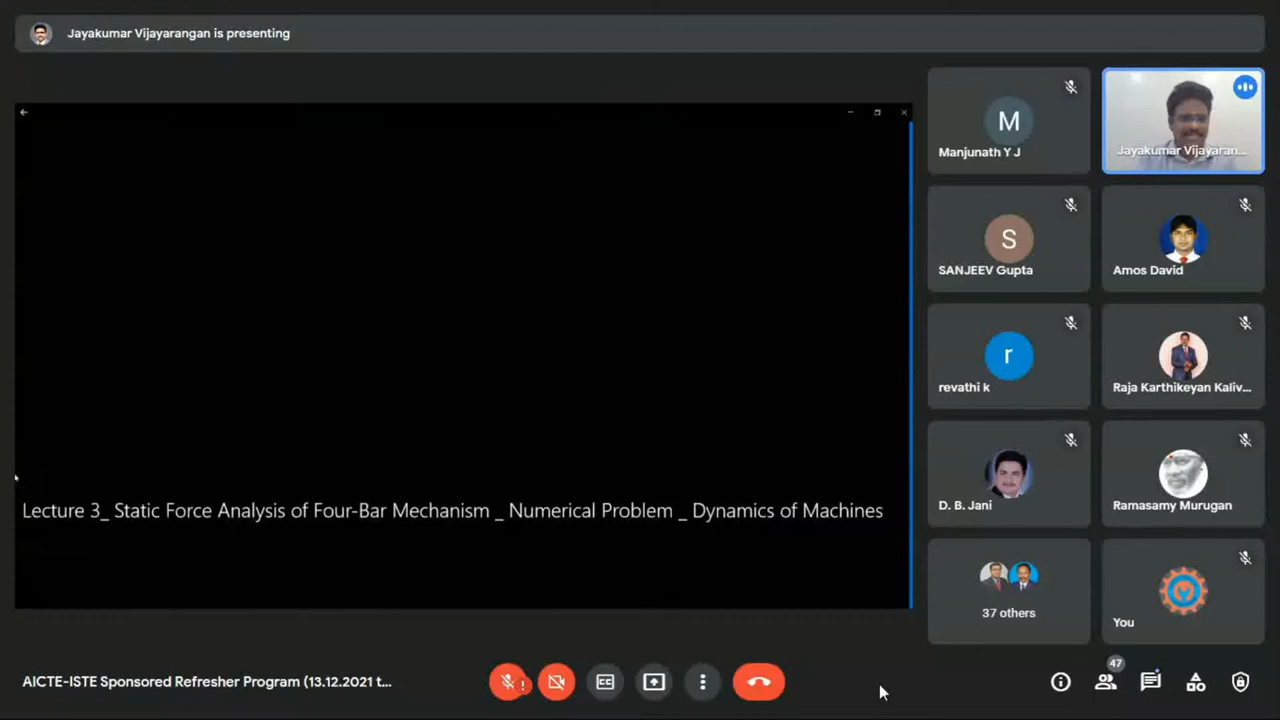 Jayakumar Vijayarangan is presenting
M
Manjunath Y J
Jayakumar Vijayaran...
S
SANJEEV Gupta
Amos David
r
revathi k
Raja Karthikeyan Kaliv...
D. B. Jani
Ramasamy Murugan
Lecture 3_ Static Force Analysis of Four-Bar Mechanism _ Numerical Problem _ Dynamics of Machines
37 others
You
AICTE-ISTE Sponsored Refresher Program (13.12.2021 t...
!
CC
47